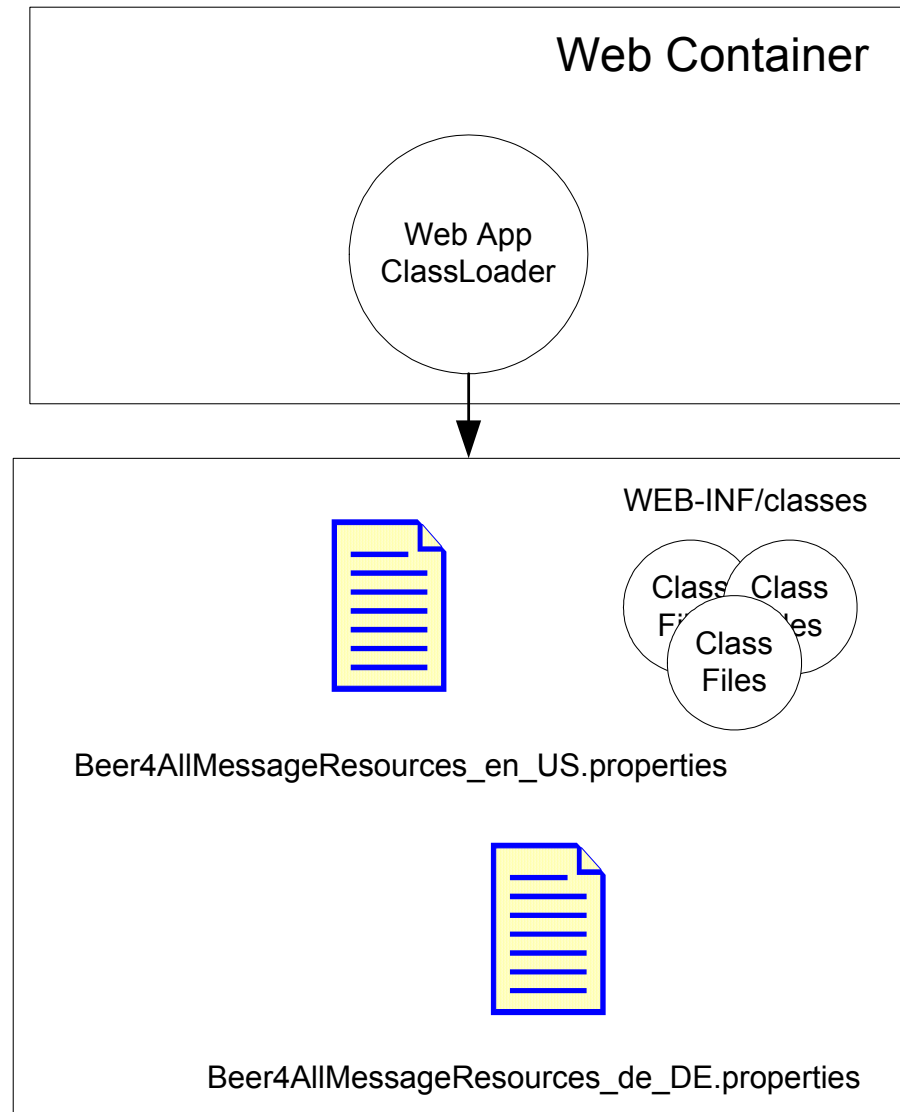 Web Container
Web App
ClassLoader
WEB-INF/classes
Class
Class
Class
Files
Beer4AllMessageResources_en_US.properties
Beer4AllMessageResources_de_DE.properties